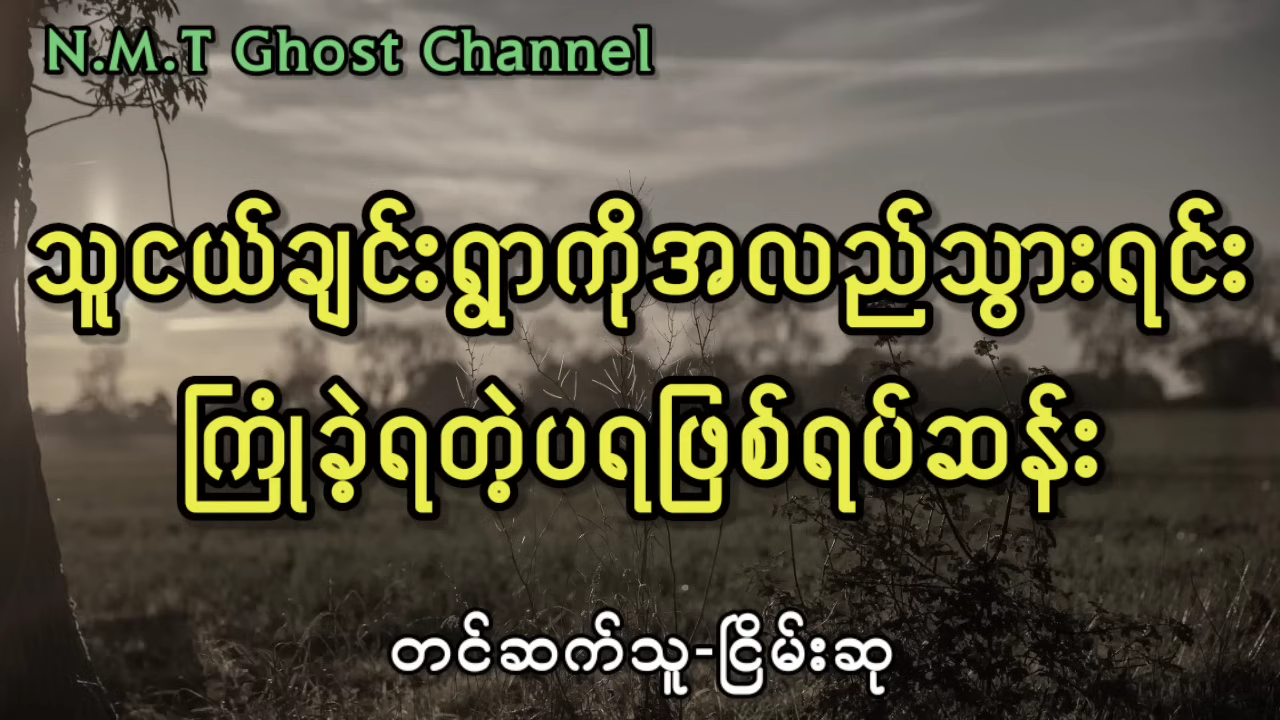 N.M.T Ghost Channel
သူငယ်ချင်းရွာကိုအလည်သွားရင်း
ကြုံခဲ့ရတဲ့ပရဖြစ်ရပ်ဆန်း
တင်ဆက်သူ-ငြိမ်းဆု